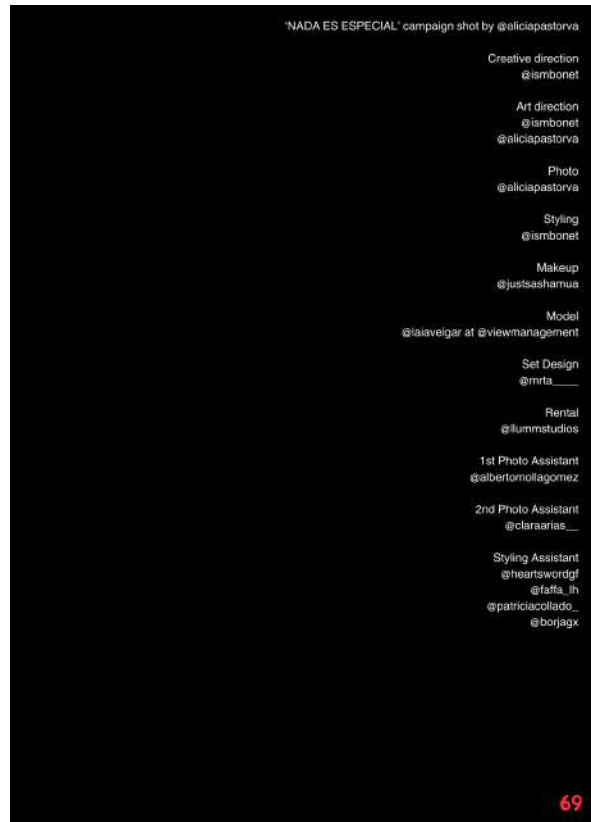 'NADA ES ESPECIAL' campaign shot by @aliciapastorva
Creative direction
@ismbonet
Art direction
@ismbonet
@aliciapastorva
Photo
@aliciapastorva
Styling
@ismbonet
Makeup
@justsashamua
Model
@laiaveigar at @viewmanagement
Set Design
@mrta_____
Rental
@llummstudios
1st Photo Assistant
@albertomollagomez
2nd Photo Assistant
@claraarias__
Styling Assistant
@heartswordgf
@faffa_lh
@patriciacollado_
@borjagx
69